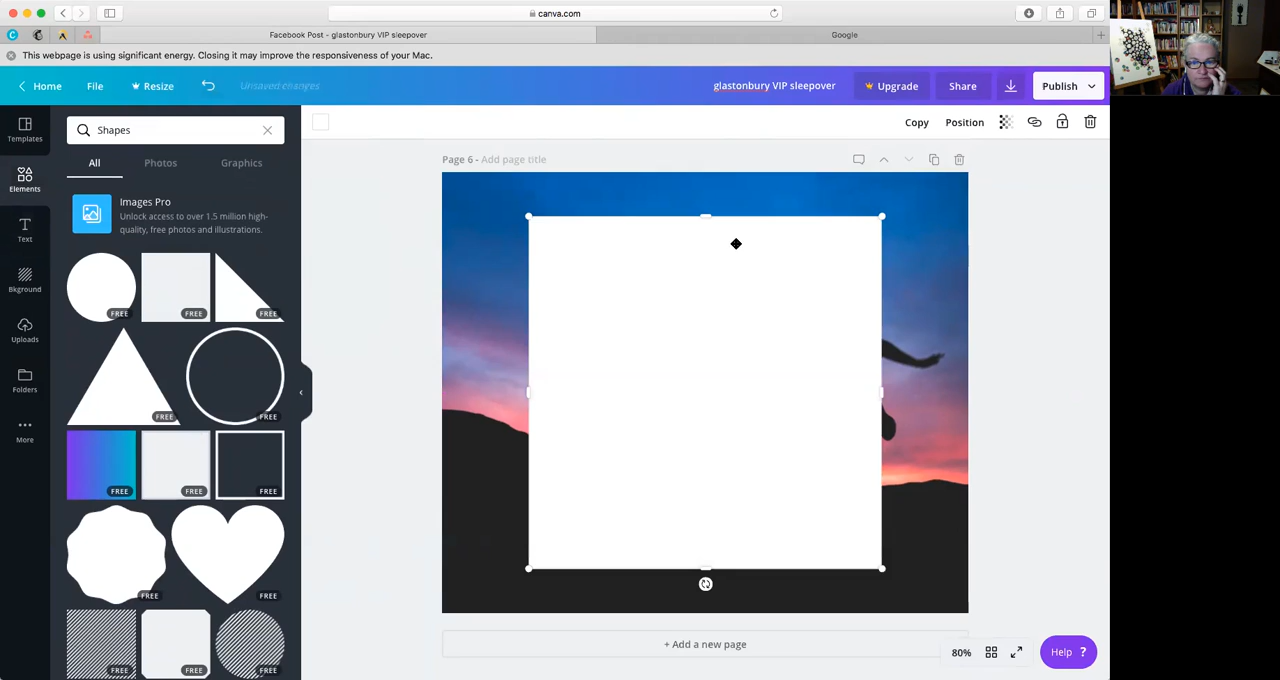 canva.com
Facebook Post - glastonbury VIP sleepover
Google
This webpage is using significant energy. Closing it may improve the responsiveness of your Mac.
Home
File
Resize
Unsaved changes
glastonbury VIP sleepover
Upgrade
Share
Publish
Templates
Elements
Text
Bkground
Uploads
Folders
More
Shapes
All
Photos
Graphics
Images Pro
Unlock access to over 1.5 million high-
quality, free photos and illustrations.
FREE
FREE
FREE
FREE
FREE
FREE
FREE
FREE
FREE
FREE
FREE
FREE
FREE
Copy
Position
Page 6 - Add page title
+ Add a new page
80%
Help ?